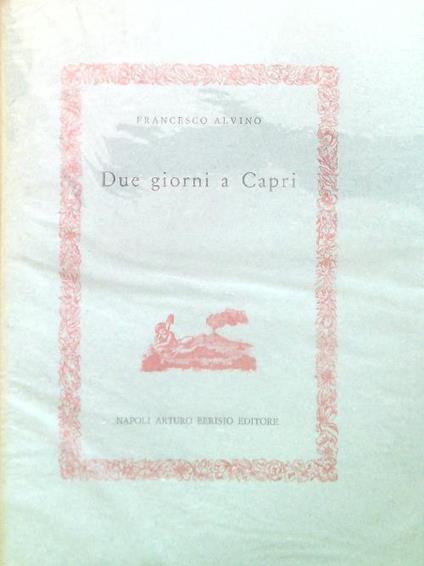 FRANCESCO ALVINO
Due giorni a Capri
NAPOLI ARTURO BERISIO EDITORE